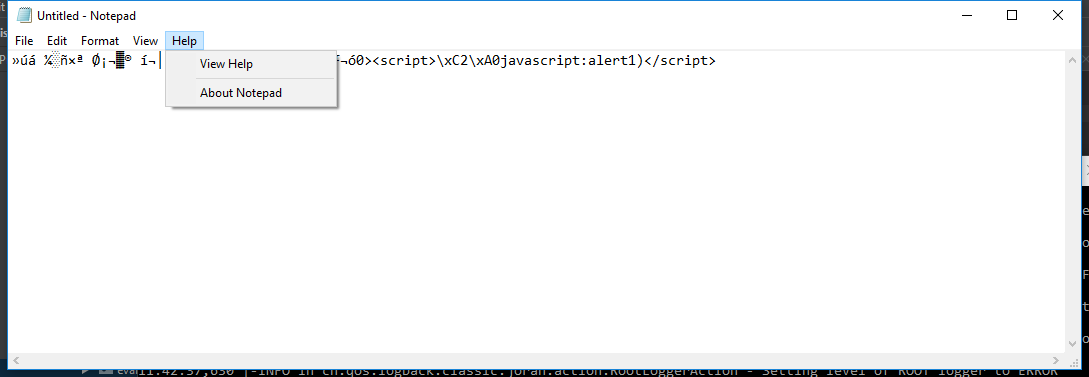 Untitled - Notepad
File Edit Format View Help
»úá ¼░ñ×ª Ø¡¬▓® í¬ ¬ó0><script>\xC2\xA0javascript:alert1)</script>
View Help
About Notepad
11:42:37,630 |-INFO in ch.qos.logback.classic.joran.action.RootLoggerAction - Setting level of ROOT logger to ERROR